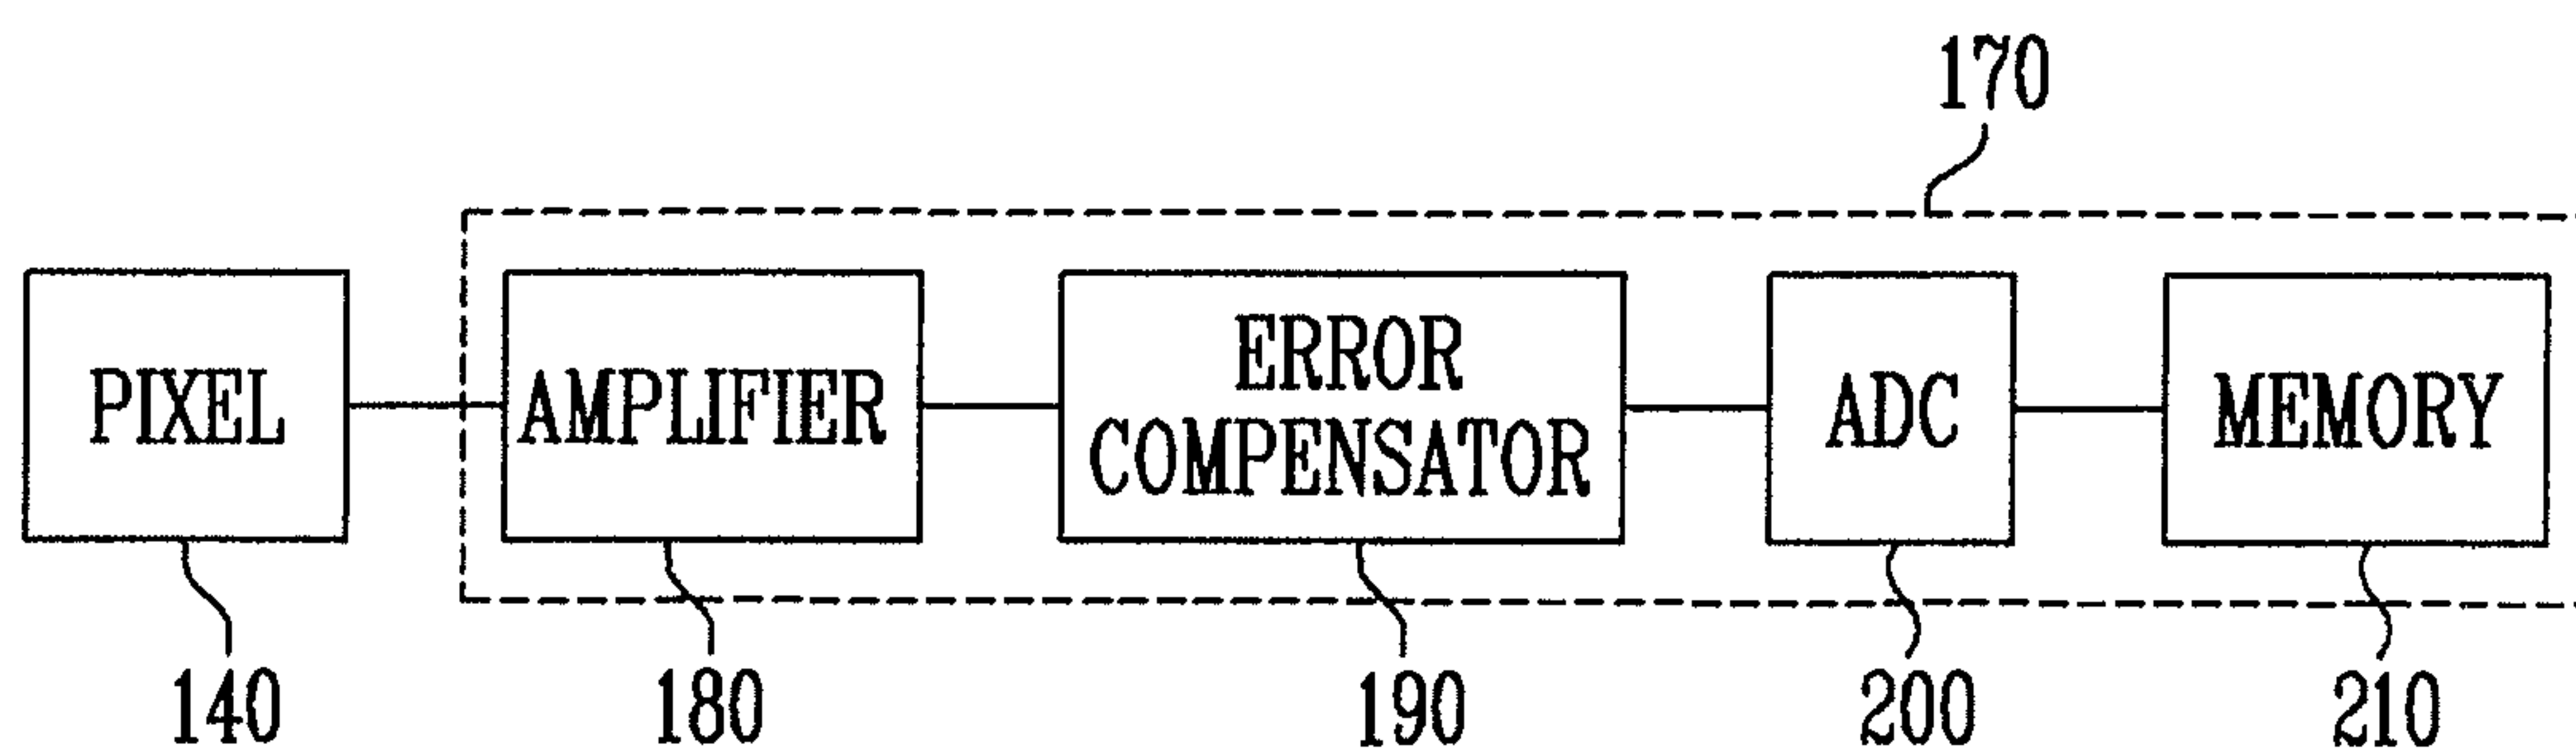 170
PIXEL
AMPLIFIER
ERROR
COMPENSATOR
ADC
MEMORY
140
180
190
200
210